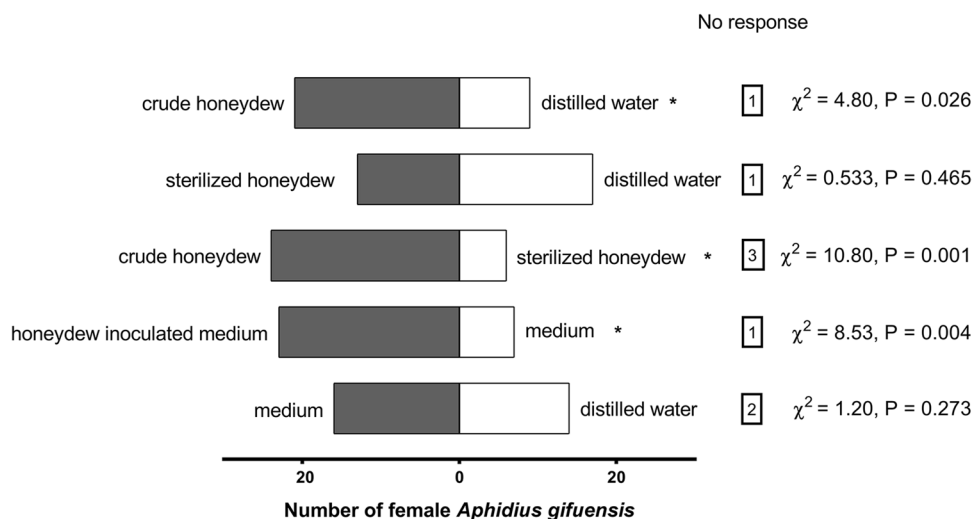 No response
crude honeydew distilled water * 1 χ² = 4.80, P = 0.026
sterilized honeydew distilled water 1 χ² = 0.533, P = 0.465
crude honeydew sterilized honeydew * 3 χ² = 10.80, P = 0.001
honeydew inoculated medium medium * 1 χ² = 8.53, P = 0.004
medium distilled water 2 χ² = 1.20, P = 0.273
20 0 20
Number of female Aphidius gifuensis